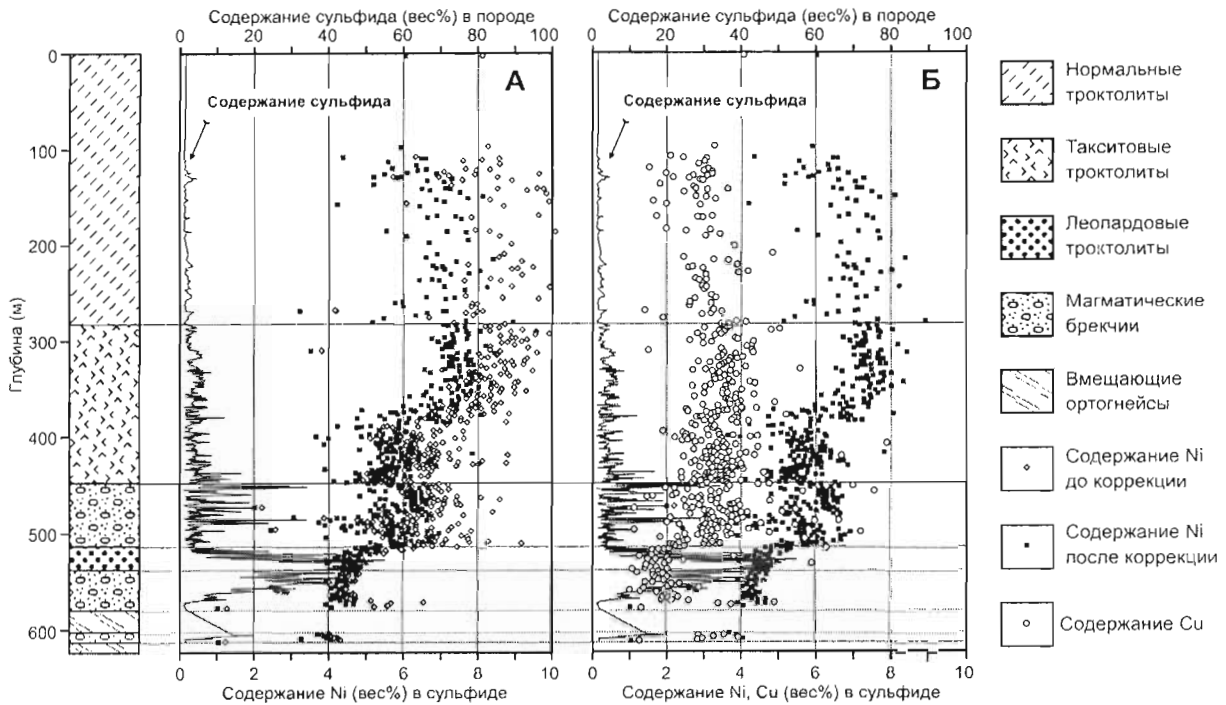 Содержание сульфида (вес%) в породе
0 20 40 60 80 100
А
Содержание сульфида
0 2 4 6 8 10
Содержание Ni (вес%) в сульфиде
Глубина (м)
0
100
200
300
400
500
600
Содержание сульфида (вес%) в породе
0 20 40 60 80 100
Б
Содержание сульфида
0 2 4 6 8 10
Содержание Ni, Cu (вес%) в сульфиде
Нормальные
троктолиты
Такситовые
троктолиты
Леопардовые
троктолиты
Магматические
брекчии
Вмещающие
ортогнейсы
Содержание Ni
до коррекции
Содержание Ni
после коррекции
Содержание Cu